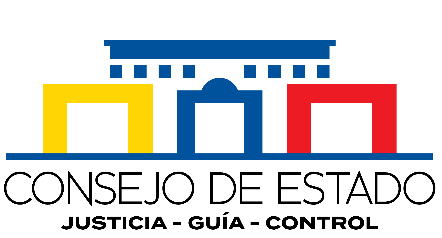 CONSEJO DE ESTADO
JUSTICIA - GUÍA - CONTROL